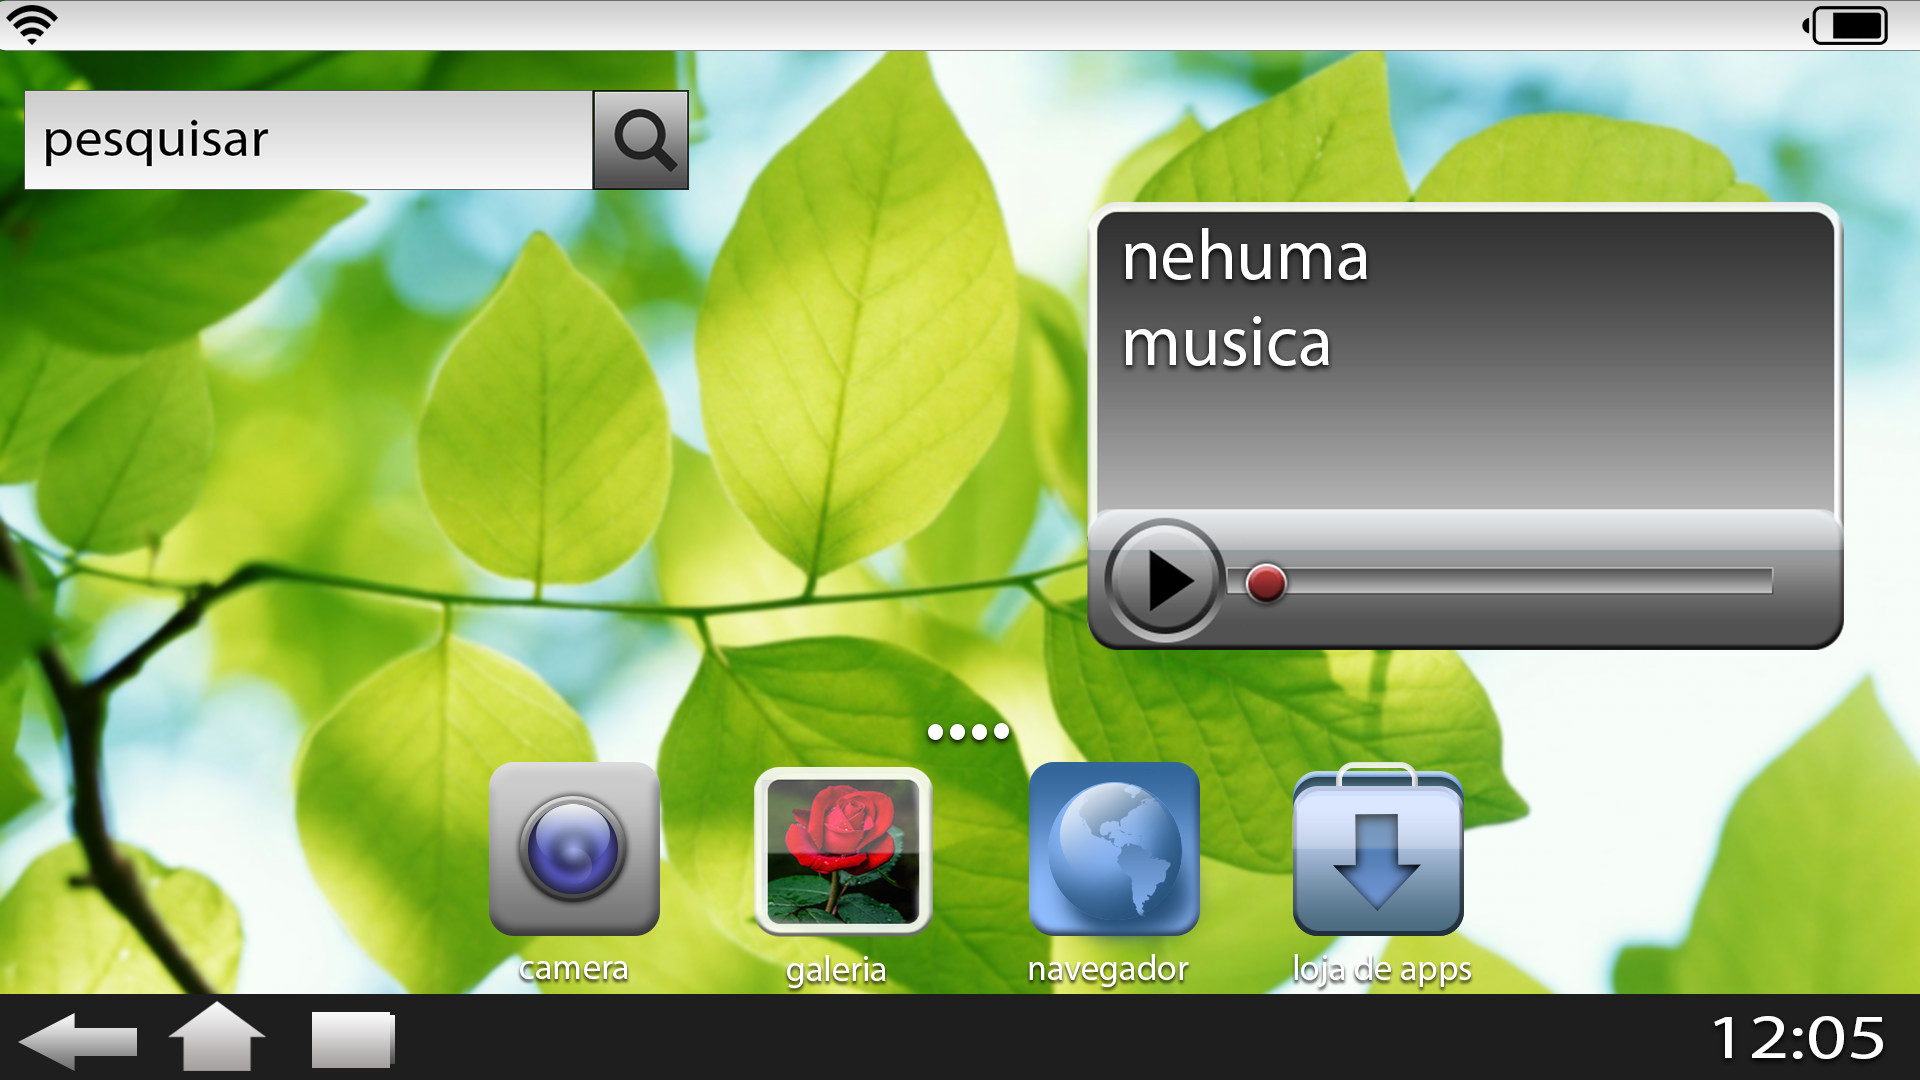 pesquisar
nehuma
musica
camera
galeria
navegador
loja de apps
12:05